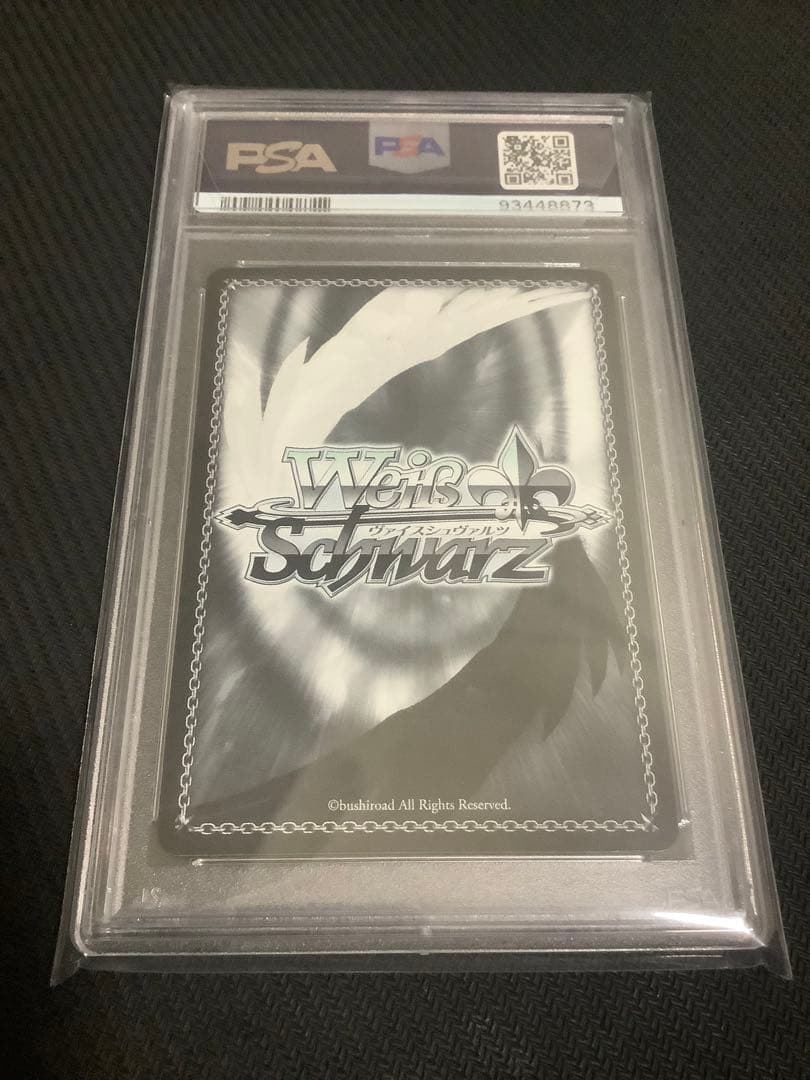 PSA
PSA
93448873
Weiß
ヴァイスシュヴァルツ
Schwarz
©bushiroad All Rights Reserved.